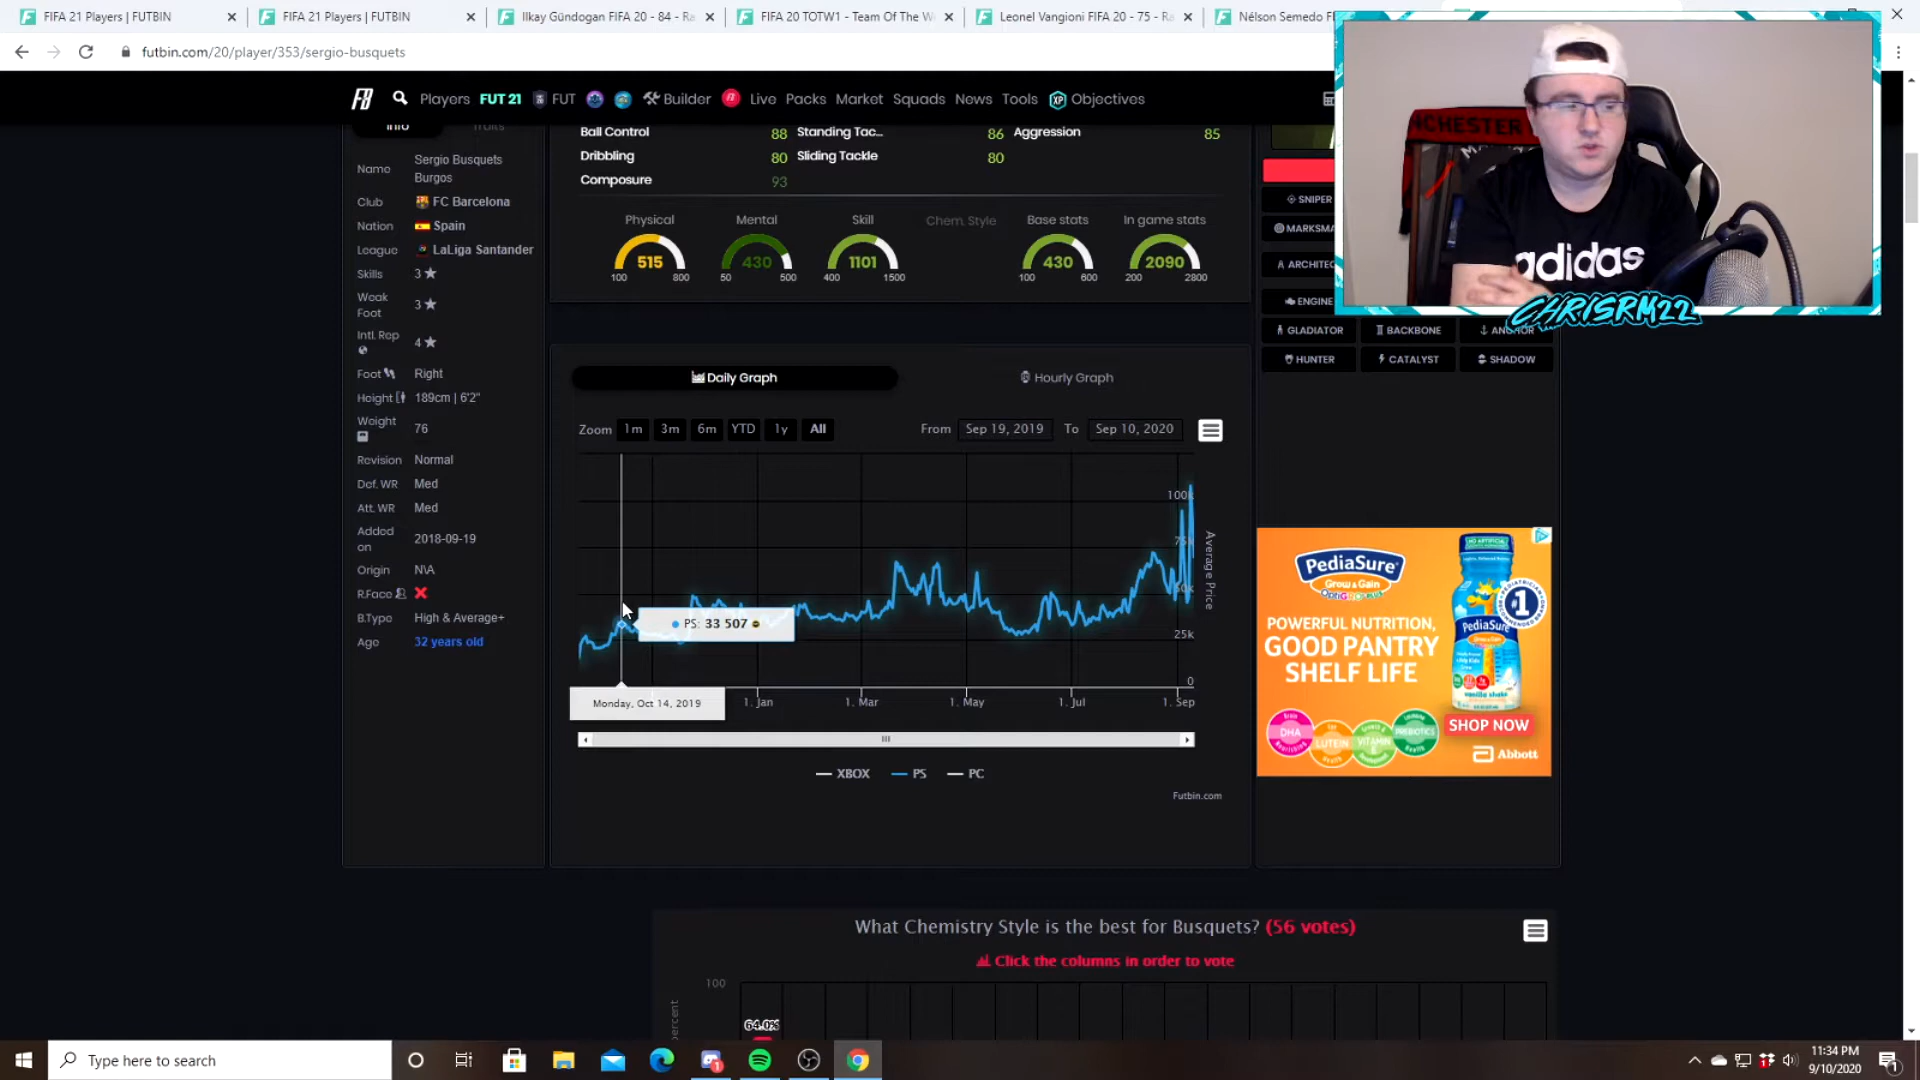 FIFA 21 Players | FUTBIN
FIFA 21 Players | FUTBIN
Ilkay Gündogan FIFA 20 - 84 - Ra
FIFA 20 TOTW1 - Team Of The W
Leonel Vangioni FIFA 20 - 75 - Ra
Nélson Semedo F
futbin.com/20/player/353/sergio-busquets
Players FUT 21 FUT Builder Live Packs Market Squads News Tools Objectives
Info Traits
Name Sergio Busquets Burgos
Club FC Barcelona
Nation Spain
League LaLiga Santander
Skills 3
Weak Foot 3
Intl. Rep 4
Foot Right
Height 189cm | 6'2"
Weight 76
Revision Normal
Def. WR Med
Att. WR Med
Added on 2018-09-19
Origin N\A
R.Face
B.Type High & Average+
Age 32 years old
Ball Control 88 Standing Tac... 86 Aggression 85
Dribbling 80 Sliding Tackle 80
Composure 93
Physical Mental Skill Chem. Style Base stats In game stats
515 430 1101 430 2090
100 800 50 500 400 1500 100 600 200 2800
SNIPER
MARKSMA
ARCHITEC
ENGINE
GLADIATOR BACKBONE ANCHOR
HUNTER CATALYST SHADOW
adidas
CHRISRM22
Daily Graph Hourly Graph
Zoom 1m 3m 6m YTD 1y All From Sep 19, 2019 To Sep 10, 2020
100k
25k
0
Average Price
PS: 33 507
Monday, Oct 14, 2019
1. Jan 1. Mar 1. May 1. Jul 1. Sep
XBOX PS PC
Futbin.com
PediaSure
Grow & Gain
POWERFUL NUTRITION,
GOOD PANTRY
SHELF LIFE
SHOP NOW
Abbott
What Chemistry Style is the best for Busquets? (56 votes)
Click the columns in order to vote
100
percent
64.0%
Type here to search
11:34 PM
9/10/2020